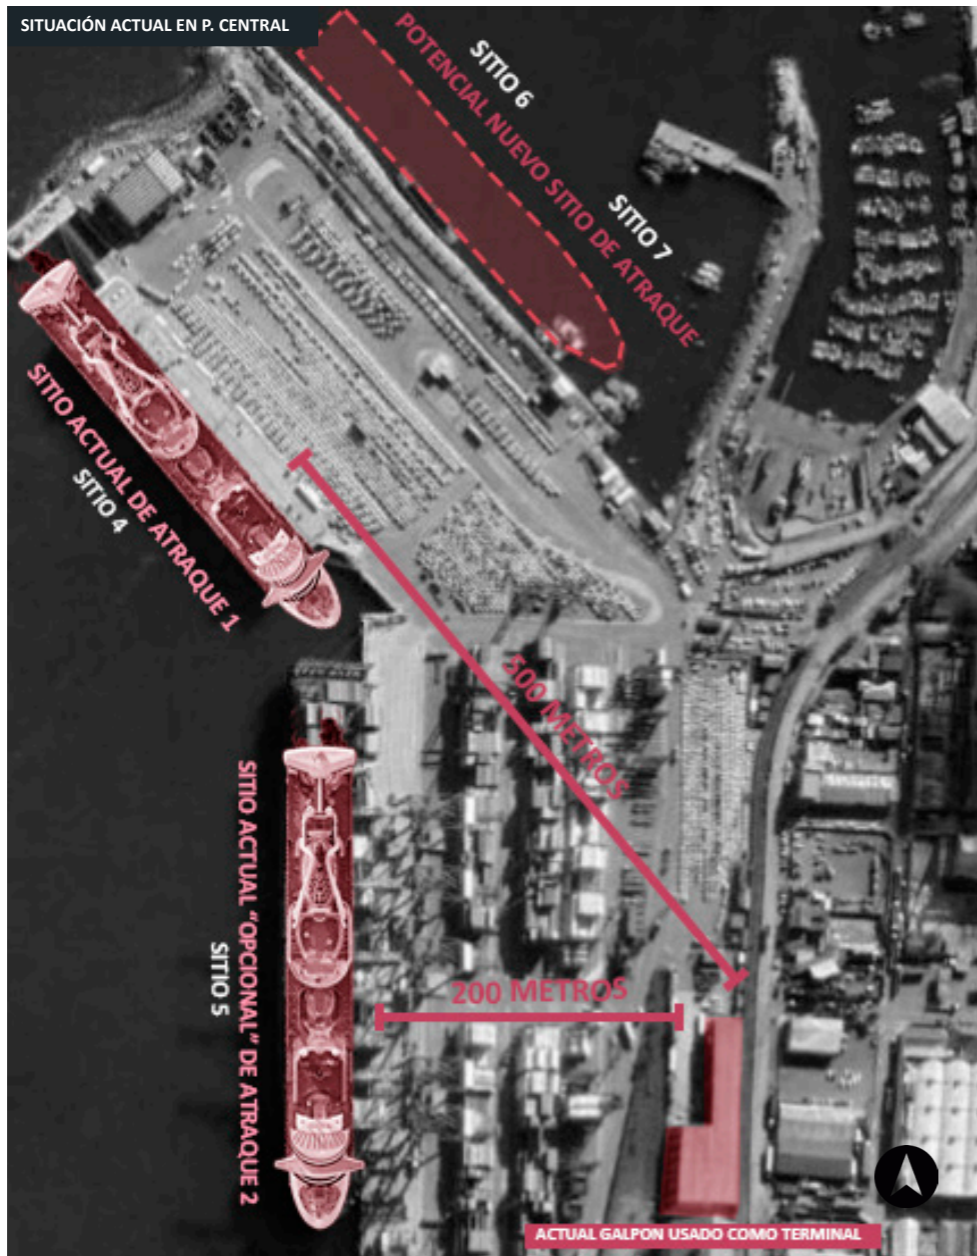 SITUACIÓN ACTUAL EN P. CENTRAL
SITIO 6
POTENCIAL NUEVO SITIO DE ATRAQUE
SITIO 7
SITIO ACTUAL DE ATRAQUE 1
SITIO 4
500 METROS
SITIO ACTUAL "OPCIONAL" DE ATRAQUE 2
SITIO 5
200 METROS
ACTUAL GALPON USADO COMO TERMINAL